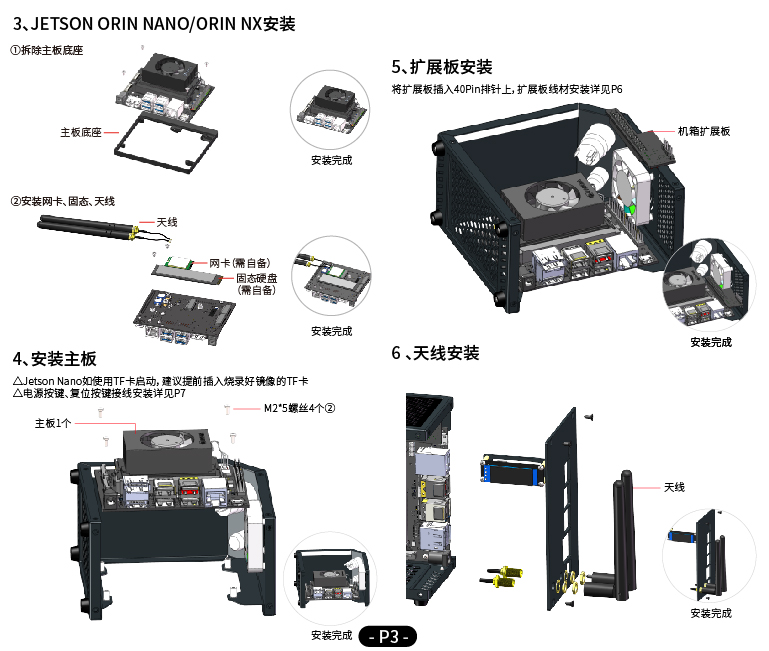 3、JETSON ORIN NANO/ORIN NX安装
①拆除主板底座
主板底座
安装完成
②安装网卡、固态、天线
天线
网卡(需自备)
固态硬盘
(需自备)
安装完成
4、安装主板
△Jetson Nano如使用TF卡启动, 建议提前插入烧录好镜像的TF卡
△电源按键、复位按键接线安装详见P7
主板1个
M2*5螺丝4个②
安装完成
5、扩展板安装
将扩展板插入40Pin排针上, 扩展板线材安装详见P6
机箱扩展板
安装完成
6 、天线安装
天线
安装完成
- P3 -